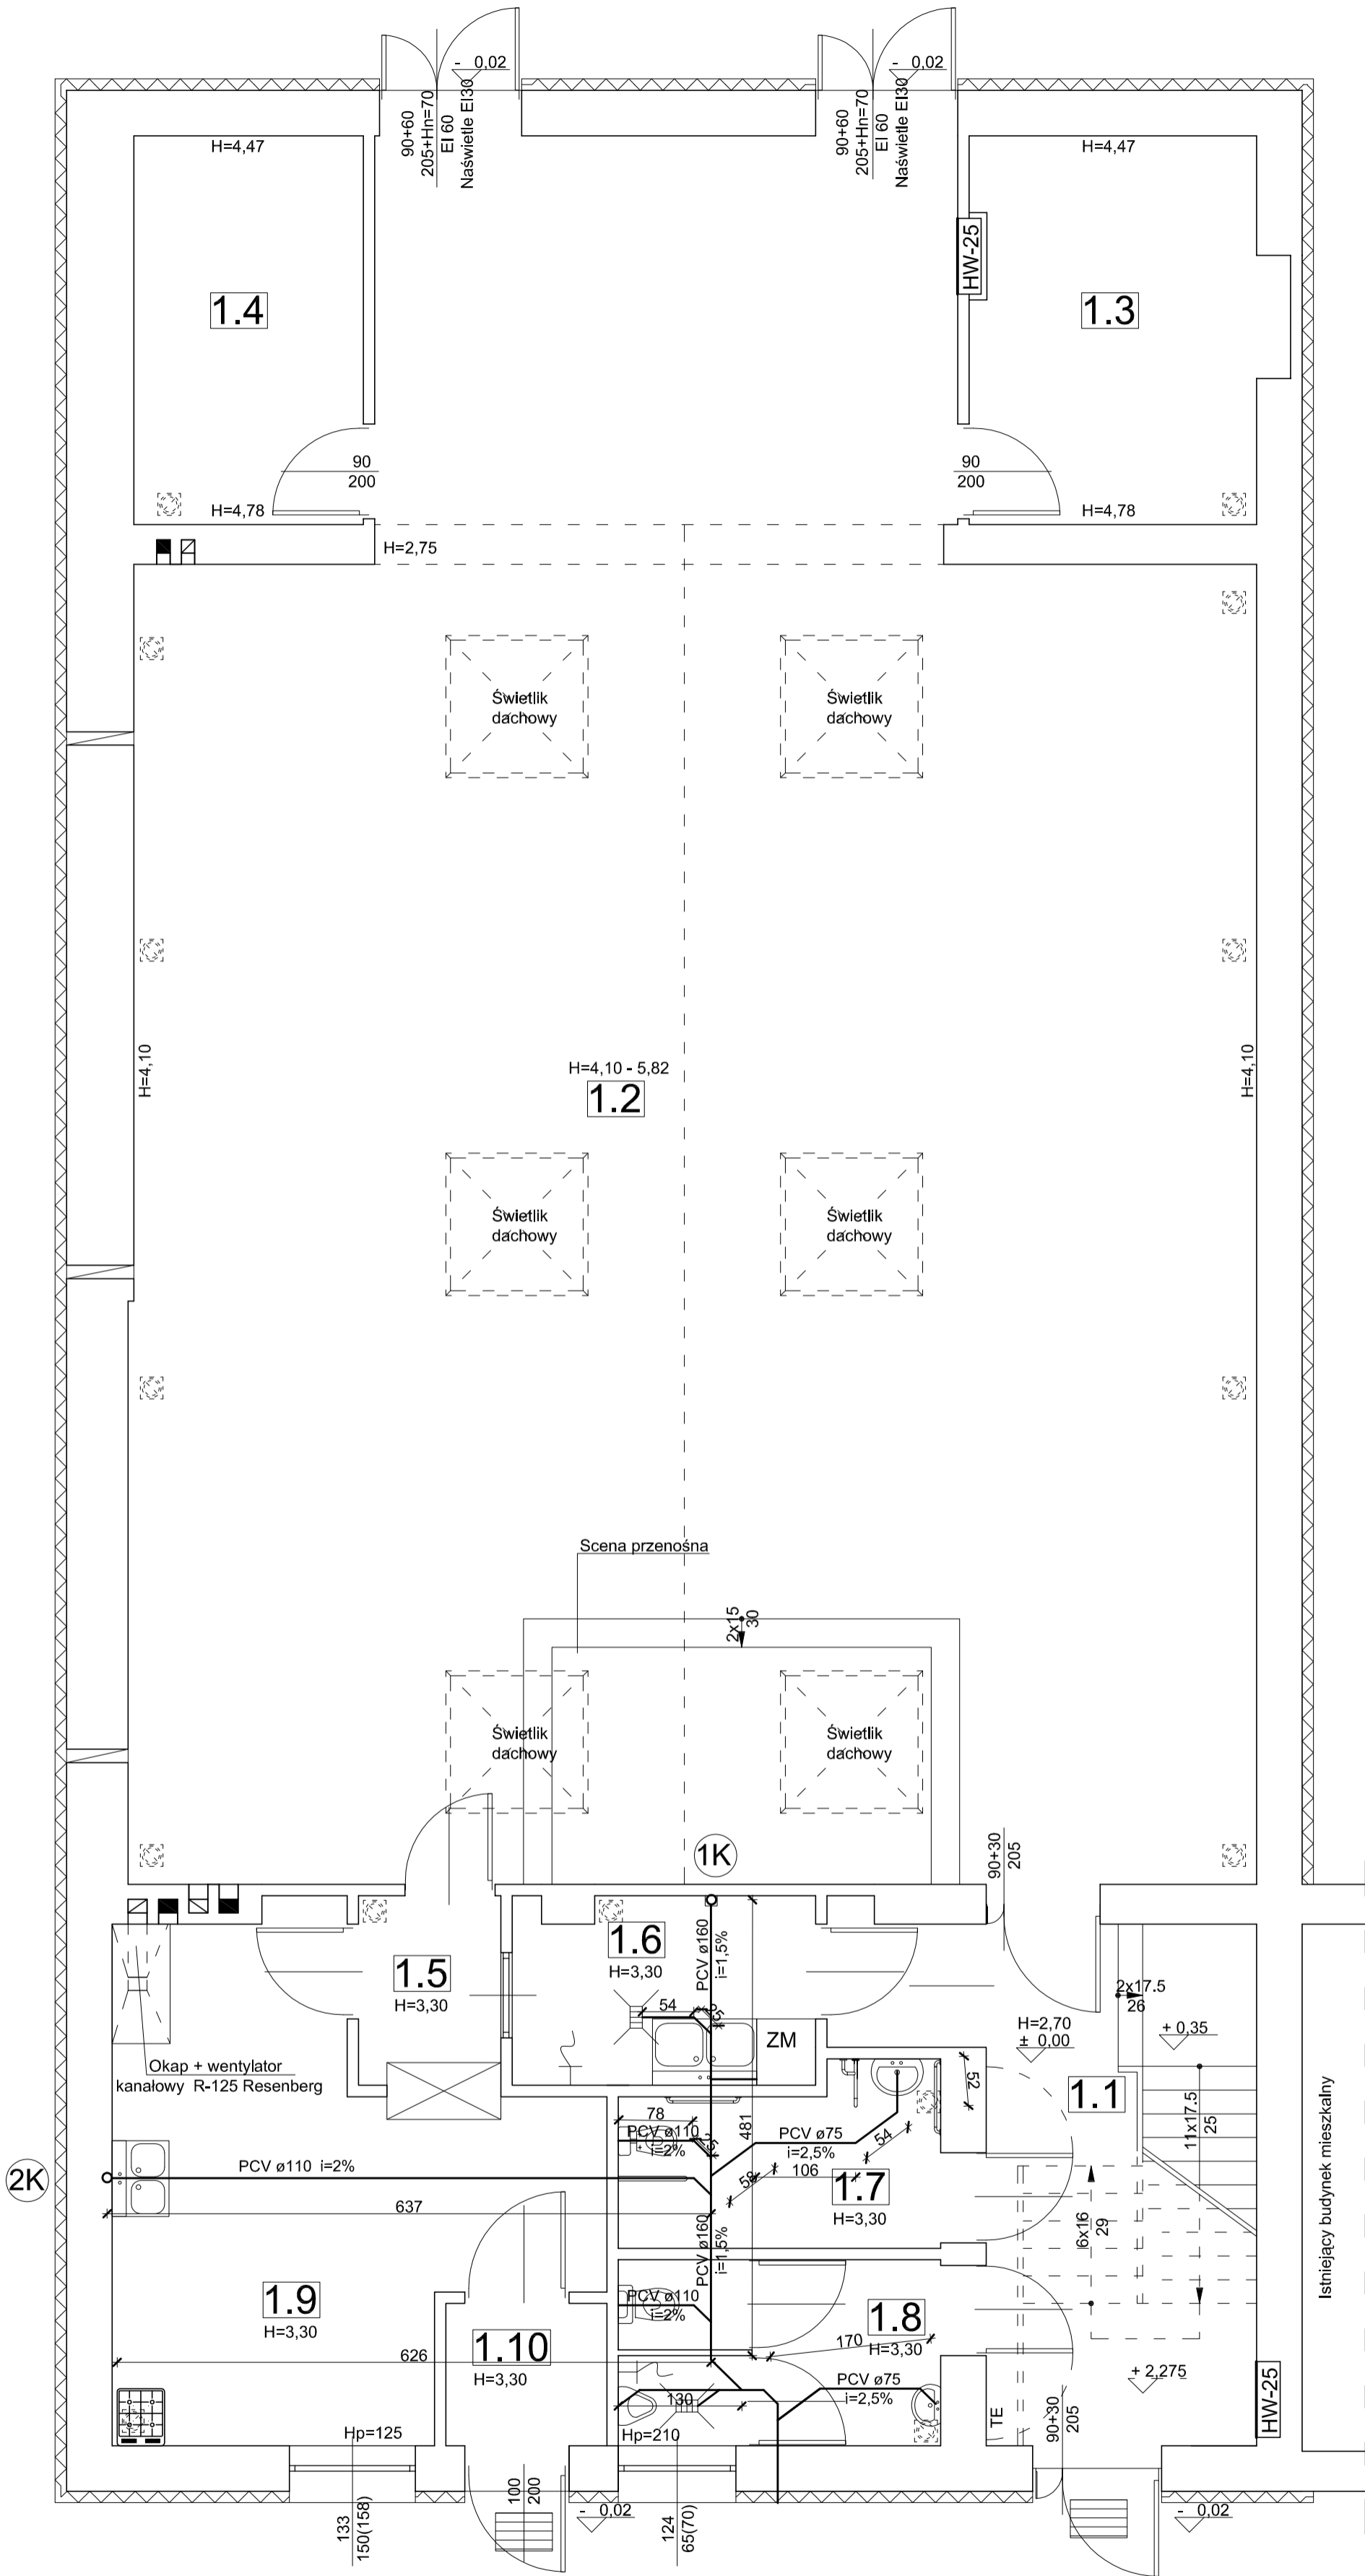 - 0,02
- 0,02
90+60
205+Hn=70
EI 60
Naświetle EI30
90+60
205+Hn=70
EI 60
Naświetle EI30
H=4,47
H=4,47
HW-25
1.4
1.3
90
200
90
200
H=4,78
H=4,78
H=2,75
Świetlik
dachowy
Świetlik
dachowy
H=4,10
H=4,10 - 5,82
1.2
H=4,10
Świetlik
dachowy
Świetlik
dachowy
Scena przenośna
2x15
30
Świetlik
dachowy
Świetlik
dachowy
1K
90+30
205
1.5
H=3,30
1.6
H=3,30
PCV ø160
i=1,5%
54
25
ZM
2x17.5
26
H=2,70
± 0,00
+ 0,35
Okap + wentylator
kanałowy R-125 Resenberg
1.1
52
11x17.5
25
78
PCV ø110
i=2%
25
481
PCV ø75
i=2,5%
54
106
58
1.7
H=3,30
2K
PCV ø110 i=2%
637
PCV ø160
i=1,5%
6x16
29
Istniejący budynek mieszkalny
1.9
H=3,30
PCV ø110
i=2%
1.8
H=3,30
170
626
1.10
H=3,30
+ 2,275
PCV ø75
i=2,5%
130
Hp=125
Hp=210
TE
90+30
205
HW-25
133
150(158)
100
200
- 0,02
124
65(70)
- 0,02